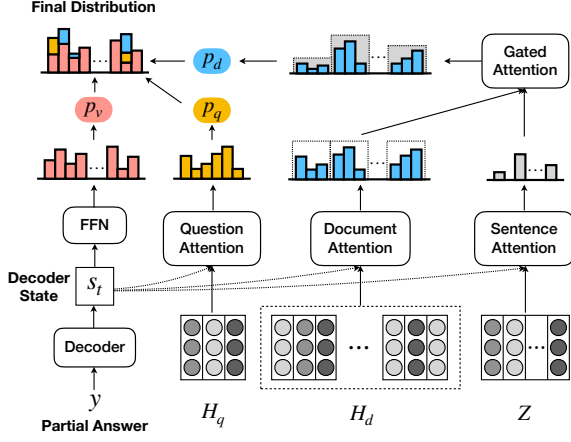 Final Distribution
p_d
Gated
Attention
p_v
p_q
...
FFN
Question
Attention
Document
Attention
Sentence
Attention
Decoder
State
s_t
Decoder
y
Partial Answer
H_q
H_d
Z